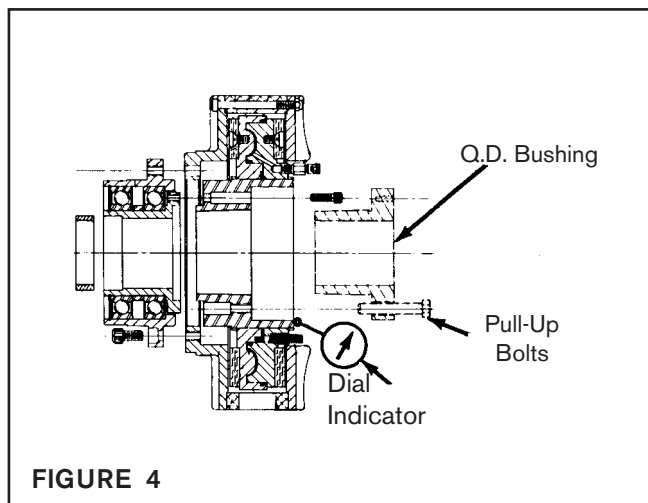 Q.D. Bushing
Pull-Up
Bolts
Dial
Indicator
FIGURE 4